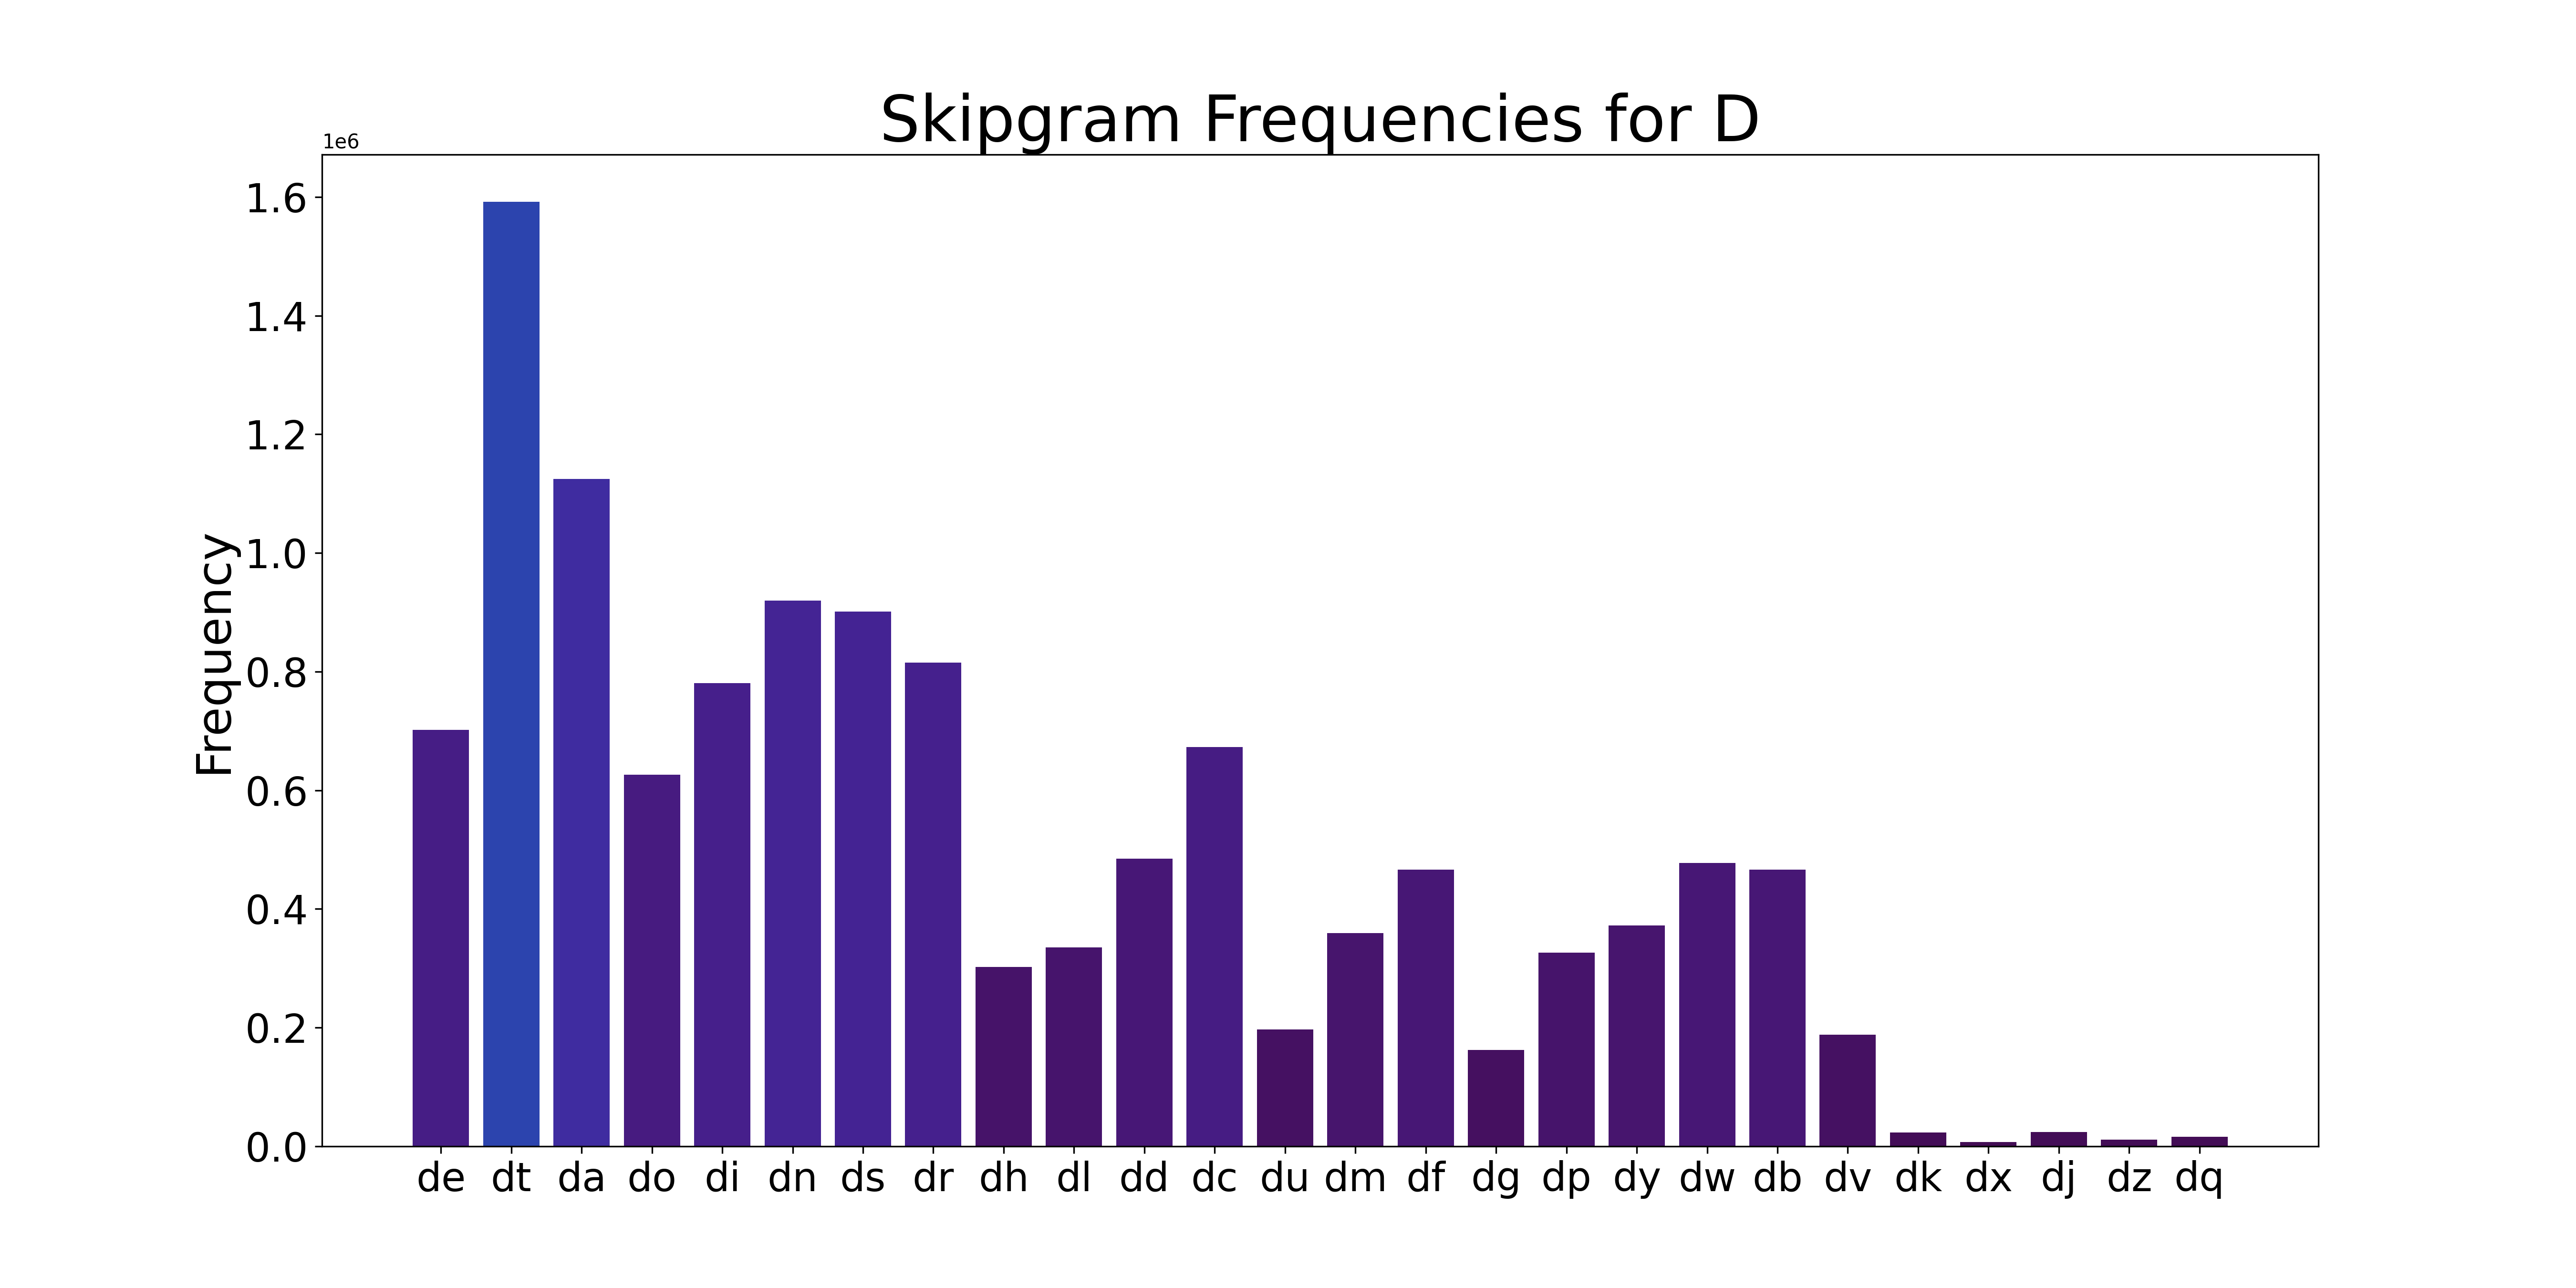 Skipgram Frequencies for D
1e6
Frequency
1.6
1.4
1.2
1.0
0.8
0.6
0.4
0.2
0.0
de dt da do di dn ds dr dh dl dd dc du dm df dg dp dy dw db dv dk dx dj dz dq